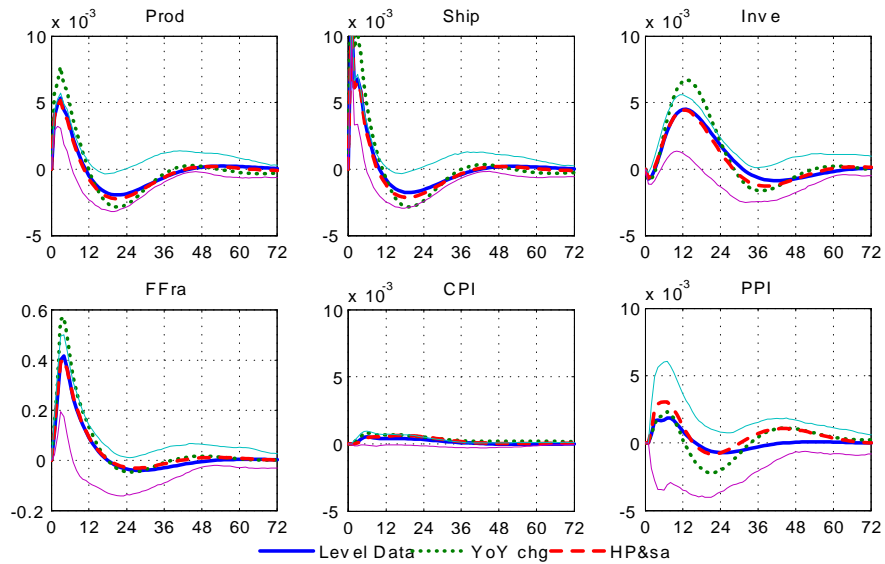 Prod Ship Inve
x 10⁻³ x 10⁻³ x 10⁻³
10 10 10
5 5 5
0 0 0
-5 -5 -5
0 12 24 36 48 60 72 0 12 24 36 48 60 72 0 12 24 36 48 60 72
FFra CPI PPI
x 10⁻³ x 10⁻³
0.6 10 10
0.4 5 5
0.2
0 0 0
-0.2 -5 -5
0 12 24 36 48 60 72 0 12 24 36 48 60 72 0 12 24 36 48 60 72
Level Data YoY chg HP&sa